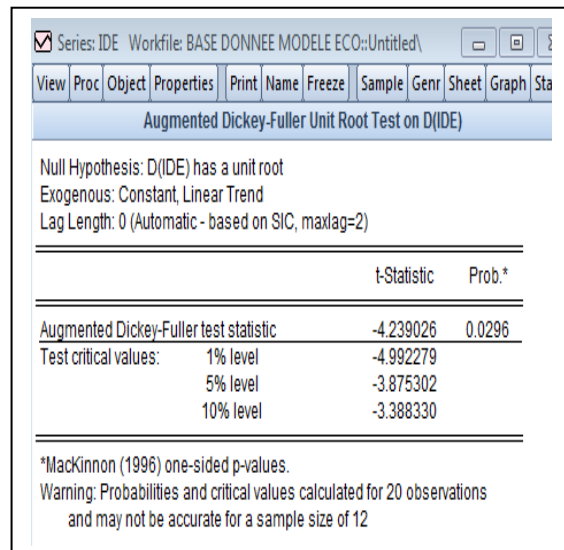 Series: IDE Workfile: BASE DONNEE MODELE ECO::Untitled\
View Proc Object Properties Print Name Freeze Sample Genr Sheet Graph Sta
Augmented Dickey-Fuller Unit Root Test on D(IDE)
Null Hypothesis: D(IDE) has a unit root
Exogenous: Constant, Linear Trend
Lag Length: 0 (Automatic - based on SIC, maxlag=2)
t-Statistic Prob.*
Augmented Dickey-Fuller test statistic -4.239026 0.0296
Test critical values: 1% level -4.992279
5% level -3.875302
10% level -3.388330
*MacKinnon (1996) one-sided p-values.
Warning: Probabilities and critical values calculated for 20 observations
and may not be accurate for a sample size of 12